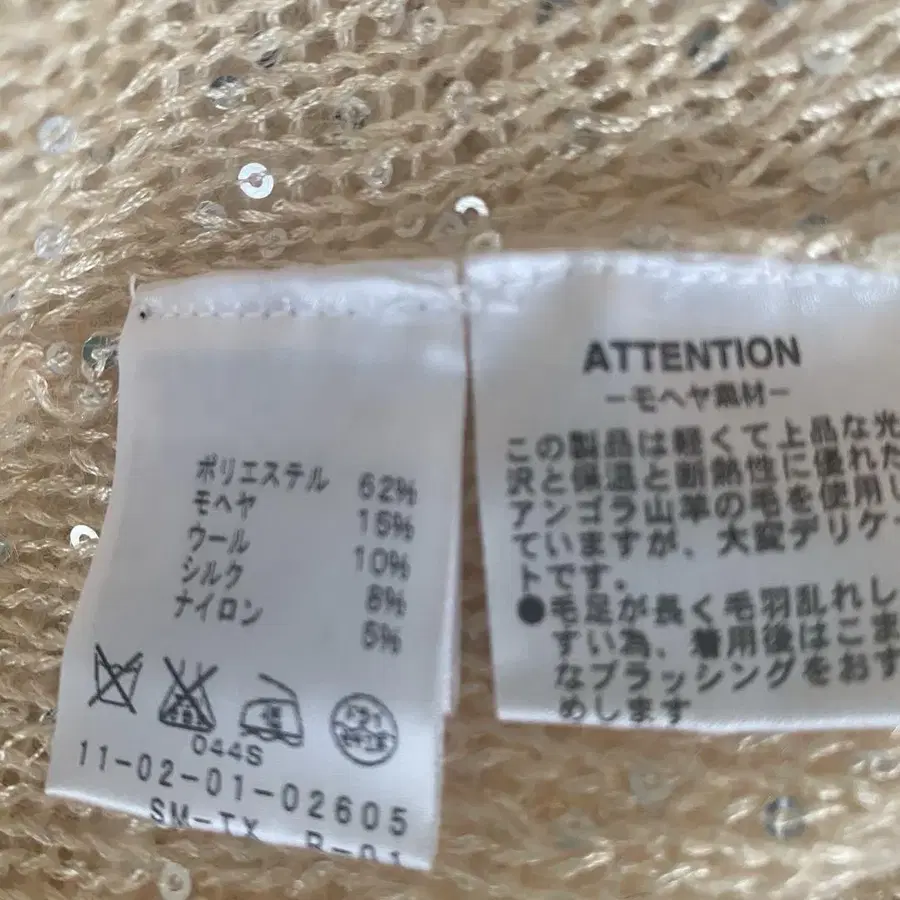 ポリエステル 62%
モヘヤ 15%
ウール 10%
シルク 8%
ナイロン 5%
044S
11-02-01-02605
SM-TX R-01
ATTENTION
－モヘヤ素材－
この製品は軽くて上品な光
沢と保温と断熱性に優れた
アンゴラ山羊の毛を使用し
ていますが、大変デリケー
トです。
●毛足が長く毛羽乱れし
ずい為、着用後はこま
なブラッシングをおす
めします